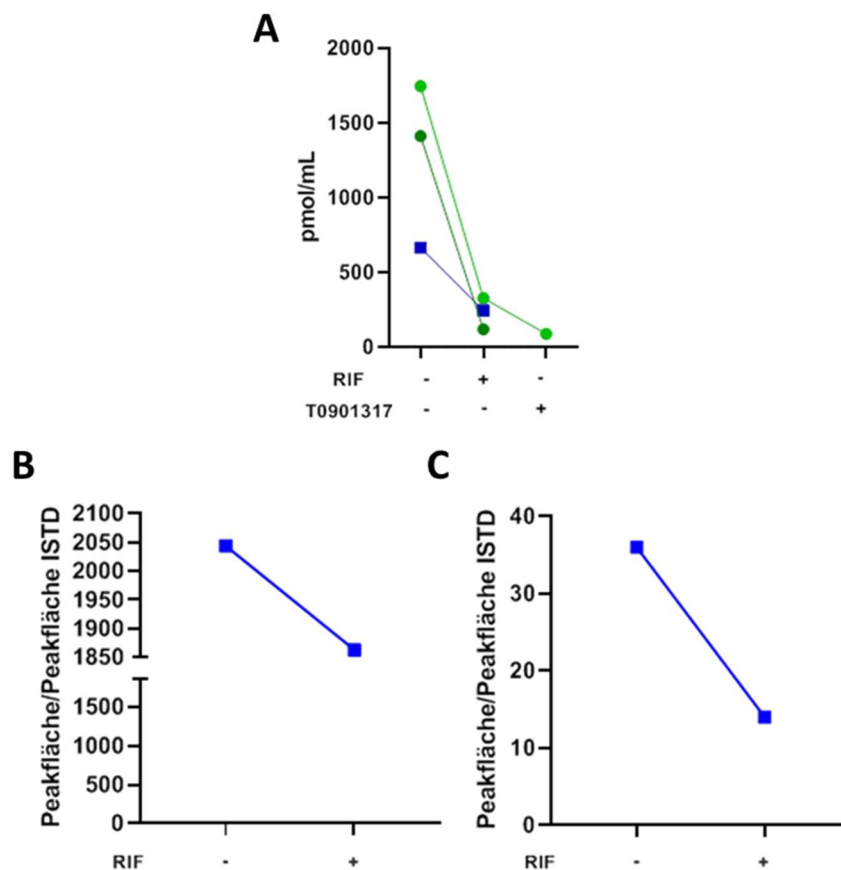 A
2000
1500
1000
500
0
pmol/mL
RIF - + -
T0901317 - - +
B
2100
2050
2000
1950
1900
1850
1500
1000
500
0
Peakfläche/Peakfläche ISTD
RIF - +
C
40
30
20
10
0
Peakfläche/Peakfläche ISTD
RIF - +